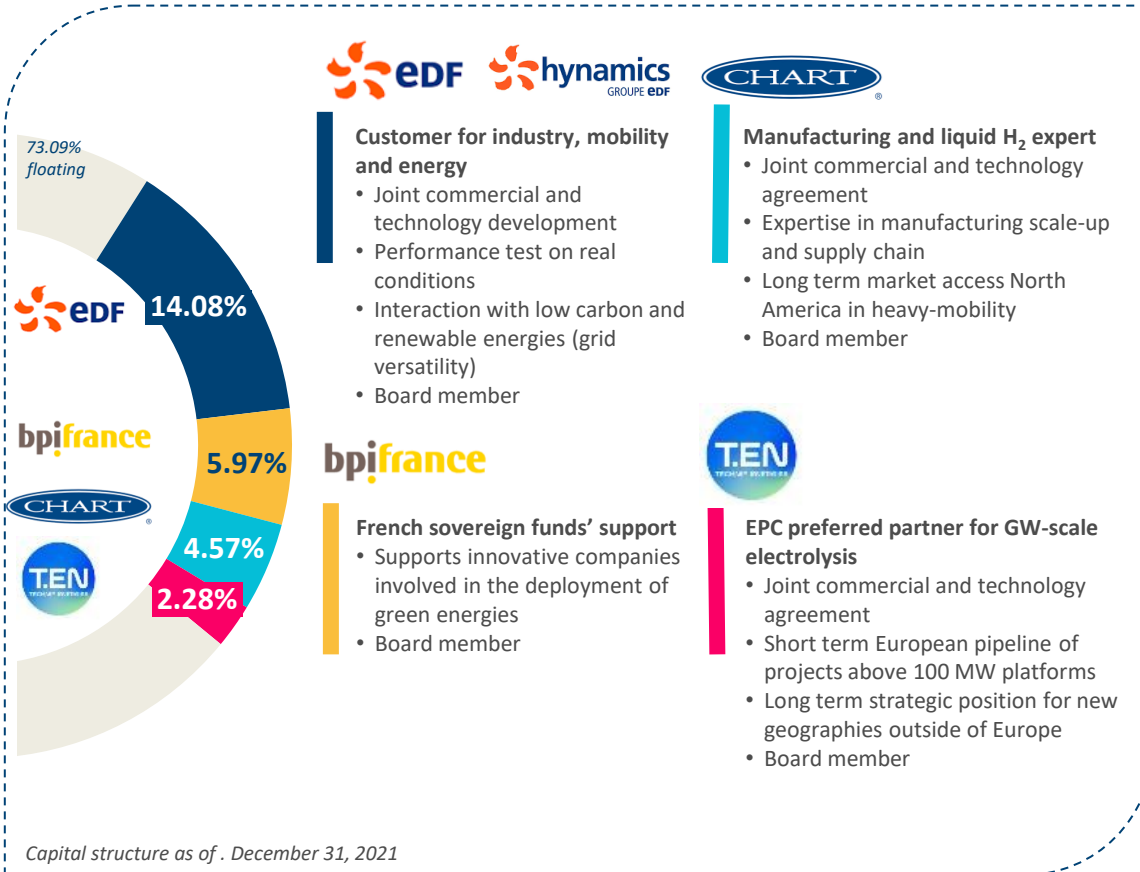 73.09%
floating
eDF
14.08%
bpifrance
5.97%
CHART
®
4.57%
T.EN
2.28%
eDF
hynamics
GROUPE eDF
Customer for industry, mobility
and energy
• Joint commercial and
technology development
• Performance test on real
conditions
• Interaction with low carbon and
renewable energies (grid
versatility)
• Board member
CHART
®
Manufacturing and liquid H₂ expert
• Joint commercial and technology
agreement
• Expertise in manufacturing scale-up
and supply chain
• Long term market access North
America in heavy-mobility
• Board member
bpifrance
French sovereign funds’ support
• Supports innovative companies
involved in the deployment of
green energies
• Board member
T.EN
EPC preferred partner for GW-scale
electrolysis
• Joint commercial and technology
agreement
• Short term European pipeline of
projects above 100 MW platforms
• Long term strategic position for new
geographies outside of Europe
• Board member
Capital structure as of . December 31, 2021